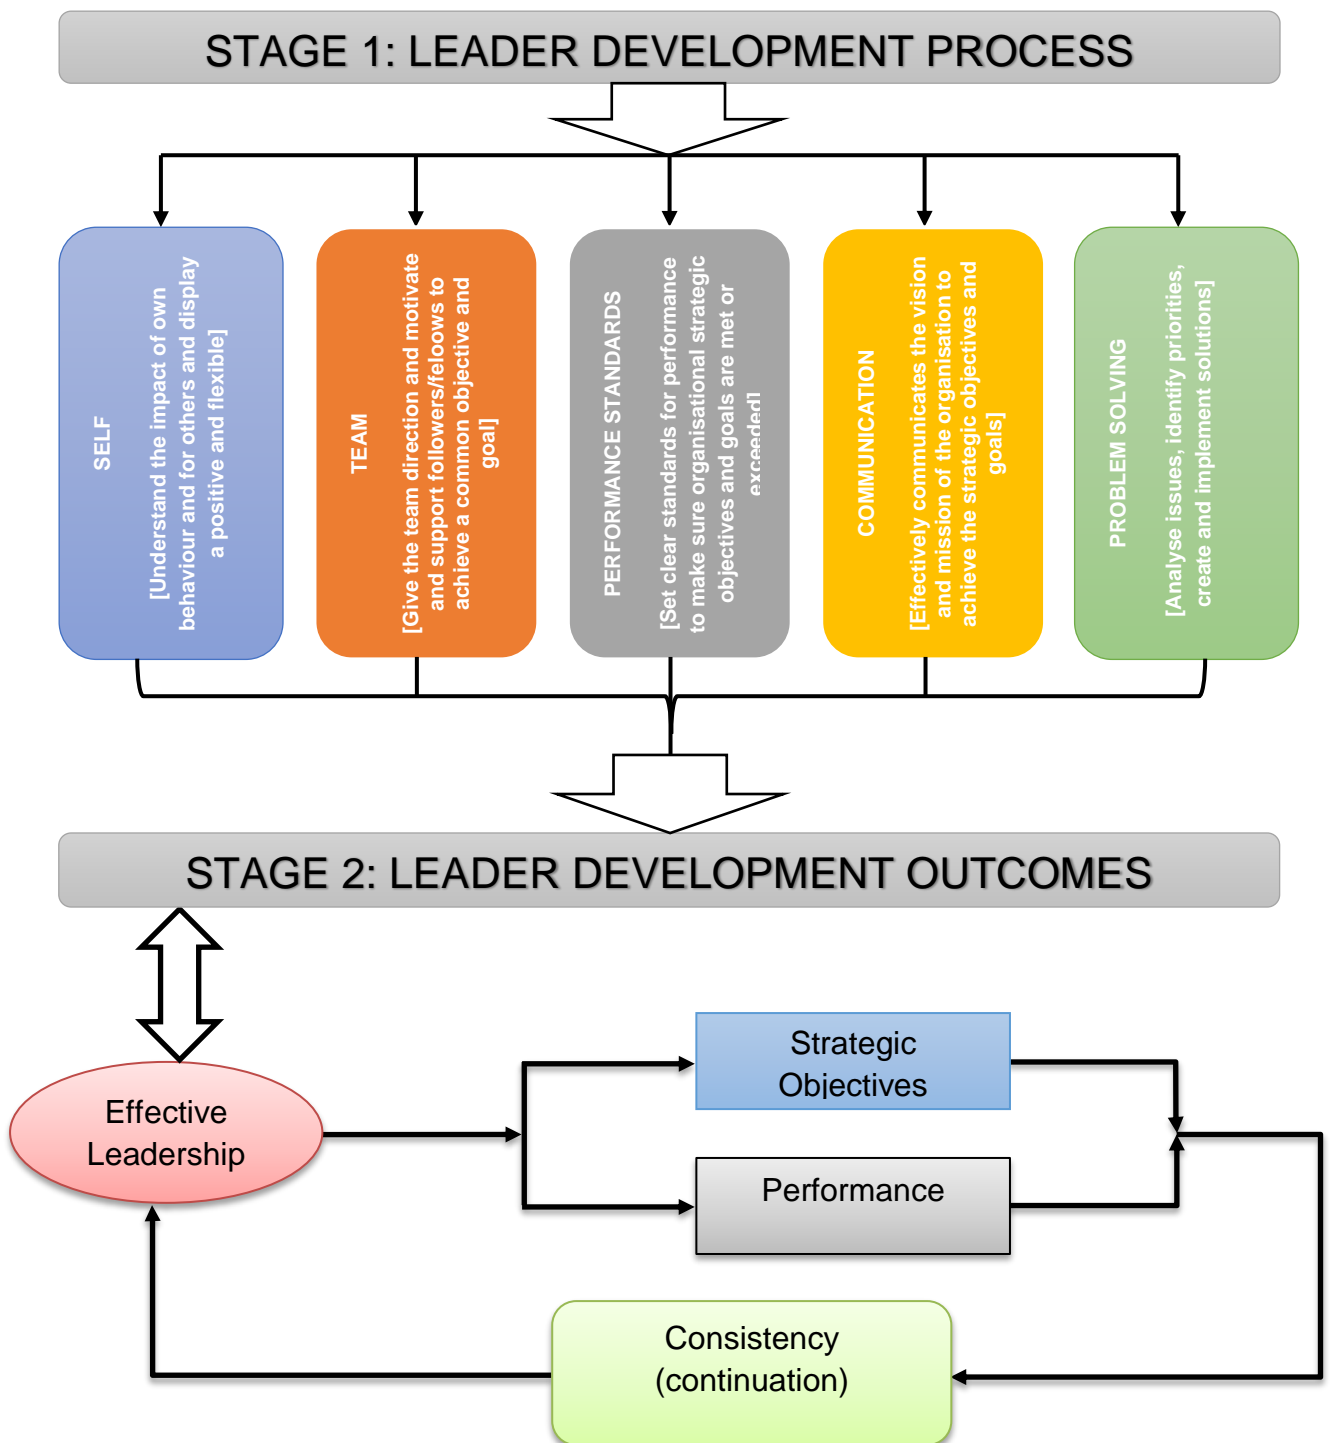 STAGE 1: LEADER DEVELOPMENT PROCESS
SELF
[Understand the impact of own
behaviour and for others and display
a positive and flexible]
TEAM
[Give the team direction and motivate
and support followers/feloows to
achieve a common objective and
goal]
PERFORMANCE STANDARDS
[Set clear standards for performance
to make sure organisational strategic
objectives and goals are met or
exceeded]
COMMUNICATION
[Effectively communicates the vision
and mission of the organisation to
achieve the strategic objectives and
goals]
PROBLEM SOLVING
[Analyse issues, identify priorities,
create and implement solutions]
STAGE 2: LEADER DEVELOPMENT OUTCOMES
Effective
Leadership
Strategic
Objectives
Performance
Consistency
(continuation)